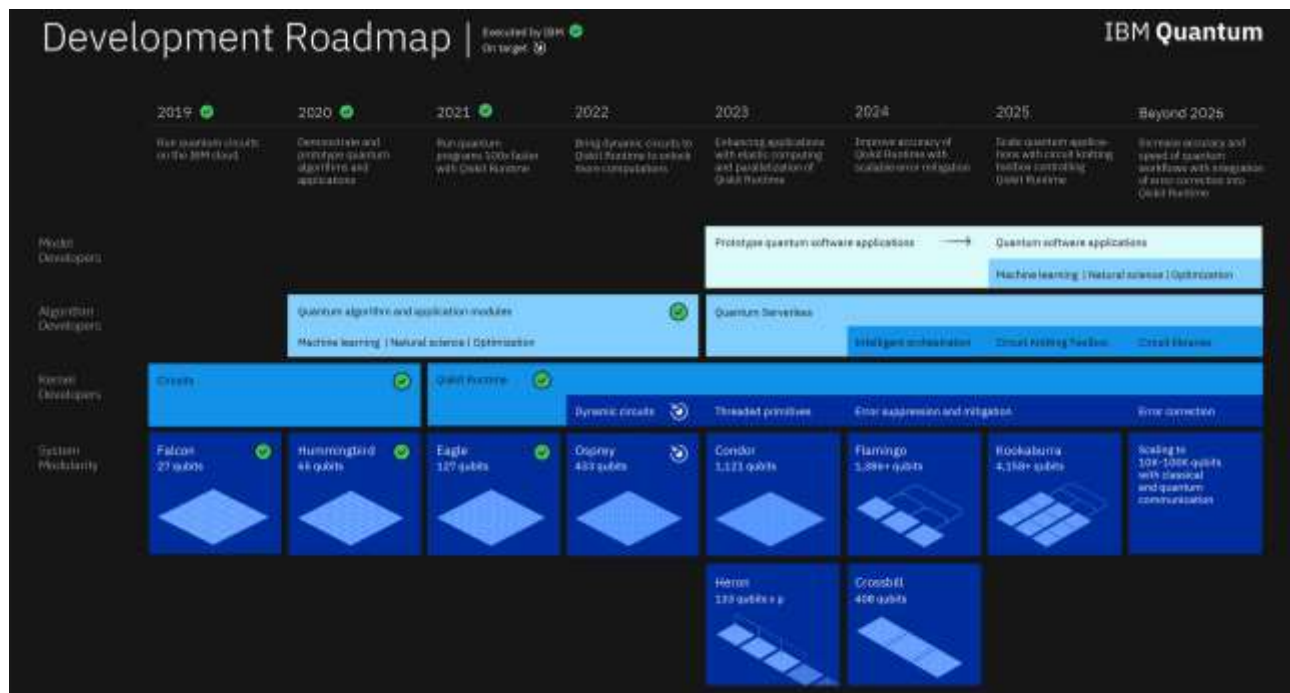 Development Roadmap |
Executed by IBM
On target
IBM Quantum
2019
2020
2021
2022
2023
2024
2025
Beyond 2026
Run quantum circuits
on the IBM cloud
Demonstrate and
prototype quantum
algorithms and
applications
Run quantum
programs 100x faster
with Qiskit Runtime
Bring dynamic circuits to
Qiskit Runtime to unlock
more computations
Enhancing applications
with elastic computing
and parallelization of
Qiskit Runtime
Improve accuracy of
Qiskit Runtime with
scalable error mitigation
Scale quantum applica-
tions with circuit knitting
toolbox controlling
Qiskit Runtime
Increase accuracy and
speed of quantum
workflows with integration
of error correction into
Qiskit Runtime
Model
Developers
Prototype quantum software applications →
Quantum software applications
Machine learning | Natural science | Optimization
Algorithm
Developers
Quantum algorithm and application modules
Machine learning | Natural science | Optimization
Quantum Serverless
Intelligent orchestration
Circuit Knitting Toolbox
Circuit libraries
Kernel
Developers
Circuits
Qiskit Runtime
Dynamic circuits
Threaded primitives
Error suppression and mitigation
Error correction
System
Modularity
Falcon
27 qubits
Hummingbird
65 qubits
Eagle
127 qubits
Osprey
433 qubits
Condor
1,121 qubits
Flamingo
1,386+ qubits
Kookaburra
4,158+ qubits
Scaling to
10K-100K qubits
with classical
and quantum
communication
Heron
133 qubits x p
Crossbill
408 qubits